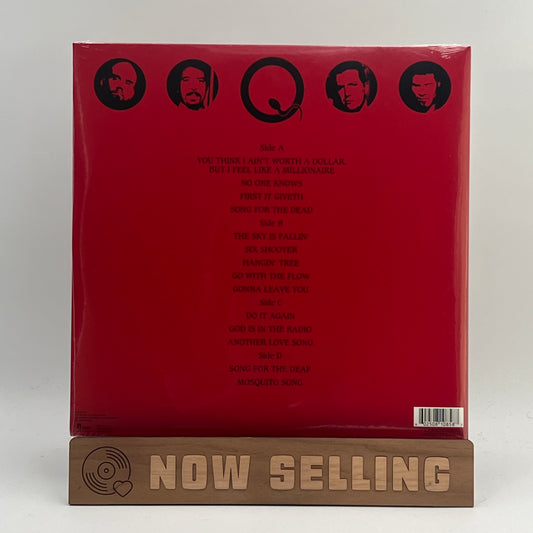 Side A
YOU THINK I AIN'T WORTH A DOLLAR,
BUT I FEEL LIKE A MILLIONAIRE
NO ONE KNOWS
FIRST IT GIVETH
SONG FOR THE DEAD
Side B
THE SKY IS FALLIN'
SIX SHOOTER
HANGIN' TREE
GO WITH THE FLOW
GONNA LEAVE YOU
Side C
DO IT AGAIN
GOD IS IN THE RADIO
ANOTHER LOVE SONG
Side D
SONG FOR THE DEAF
MOSQUITO SONG
NOW SELLING